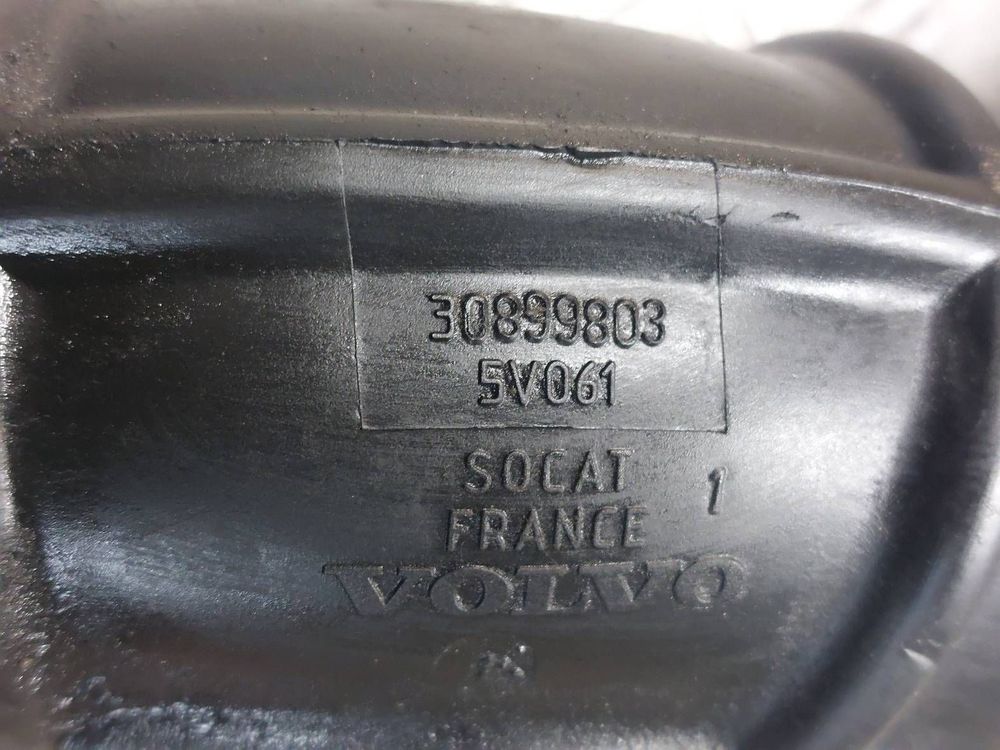 30899803
5V061
SOCAT
FRANCE
1
VOLVO